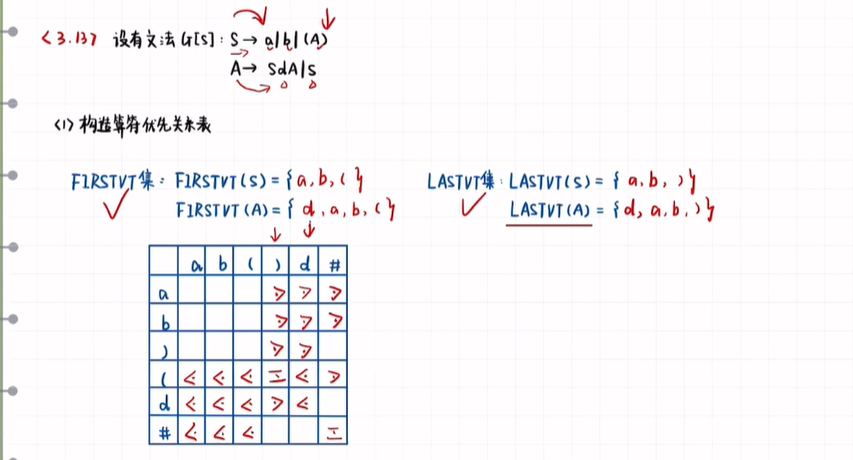 <3.13> 设有文法 G[S]: S → a|b|(A)
A → SdA|S
<1> 构造算符优先关系表
FIRSTVT集: FIRSTVT(S) = {a,b,(} LASTVT集: LASTVT(S) = {a,b,)}
FIRSTVT(A) = {d,a,b,(} LASTVT(A) = {d,a,b,)}
a b ( ) d #
a ⋗ ⋗ ⋗
b ⋗ ⋗ ⋗
) ⋗ ⋗
( ⋖ ⋖ ⋖ ≡ ⋖ ⋗
d ⋖ ⋖ ⋖ ⋗ ⋖
# ⋖ ⋖ ⋖ ≡